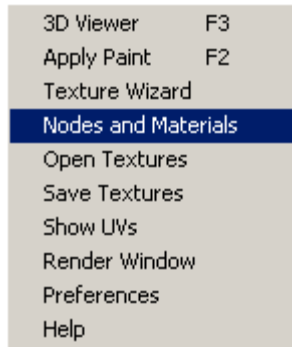 3D Viewer F3
Apply Paint F2
Texture Wizard
Nodes and Materials
Open Textures
Save Textures
Show UVs
Render Window
Preferences
Help